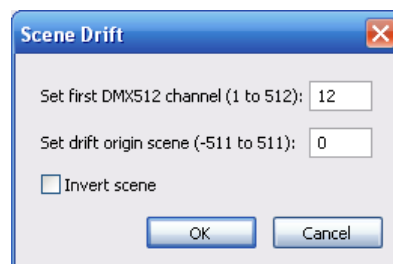 Scene Drift
Set first DMX512 channel (1 to 512): 12
Set drift origin scene (-511 to 511): 0
Invert scene
OK Cancel